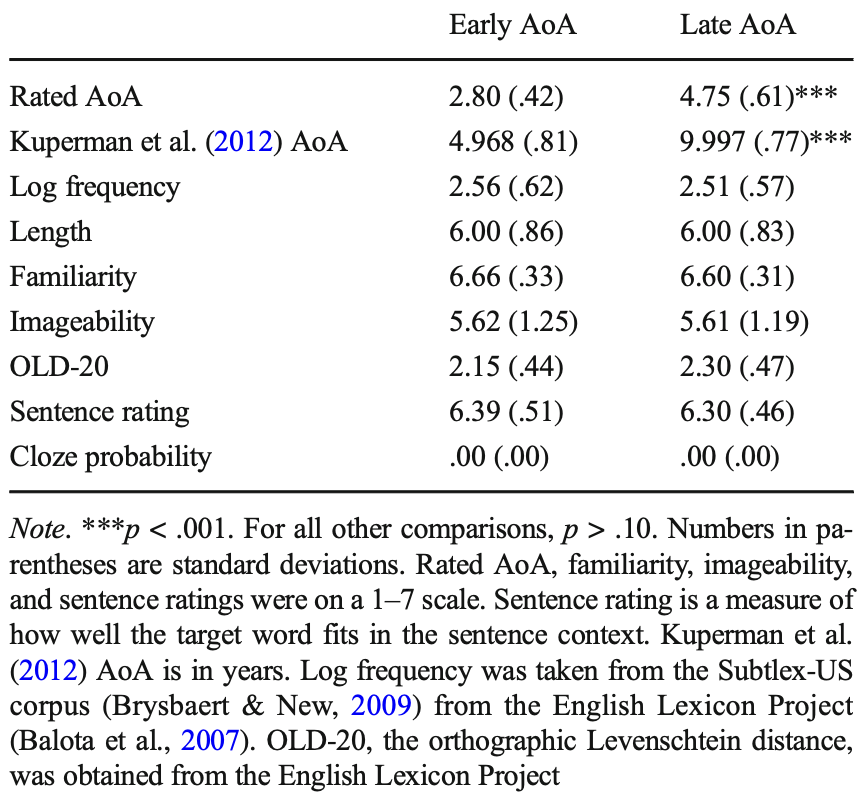 Early AoA Late AoA
Rated AoA 2.80 (.42) 4.75 (.61)***
Kuperman et al. (2012) AoA 4.968 (.81) 9.997 (.77)***
Log frequency 2.56 (.62) 2.51 (.57)
Length 6.00 (.86) 6.00 (.83)
Familiarity 6.66 (.33) 6.60 (.31)
Imageability 5.62 (1.25) 5.61 (1.19)
OLD-20 2.15 (.44) 2.30 (.47)
Sentence rating 6.39 (.51) 6.30 (.46)
Cloze probability .00 (.00) .00 (.00)
Note. ***p < .001. For all other comparisons, p > .10. Numbers in pa-
rentheses are standard deviations. Rated AoA, familiarity, imageability,
and sentence ratings were on a 1–7 scale. Sentence rating is a measure of
how well the target word fits in the sentence context. Kuperman et al.
(2012) AoA is in years. Log frequency was taken from the Subtlex-US
corpus (Brysbaert & New, 2009) from the English Lexicon Project
(Balota et al., 2007). OLD-20, the orthographic Levenschtein distance,
was obtained from the English Lexicon Project